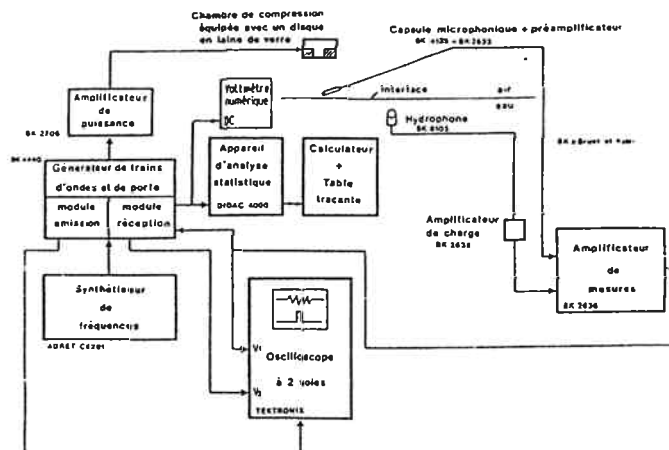 Chambre de compression
équipée avec un disque
en laine de verre
Capsule microphonique + préamplificateur
Amplificateur
de
puissance
BK 2706
Voltmètre
numérique
DC
interface
air
eau
Hydrophone
BK 8103
Générateur de trains
d'ondes et de porte
module
émission
module
réception
Appareil
d'analyse
statistique
DIDAC 4000
Calculateur
+
Table
traçante
Amplificateur
de charge
Amplificateur
de
mesures
BK 2636
Synthétiseur
de
fréquences
V1
Oscilloscope
à 2 voies
V2
TEKTRONIX